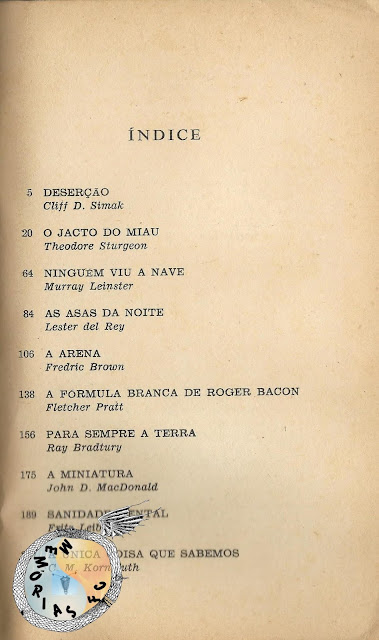 ÍNDICE
5 DESERÇÃO
Cliff D. Simak
20 O JACTO DO MIAU
Theodore Sturgeon
64 NINGUÉM VIU A NAVE
Murray Leinster
84 AS ASAS DA NOITE
Lester del Rey
106 A ARENA
Fredric Brown
138 A FÓRMULA BRANCA DE ROGER BACON
Fletcher Pratt
156 PARA SEMPRE A TERRA
Ray Bradtury
175 A MINIATURA
John D. MacDonald
189 SANIDADE
QUE SABEMOS
M.
MEMÓRIAS